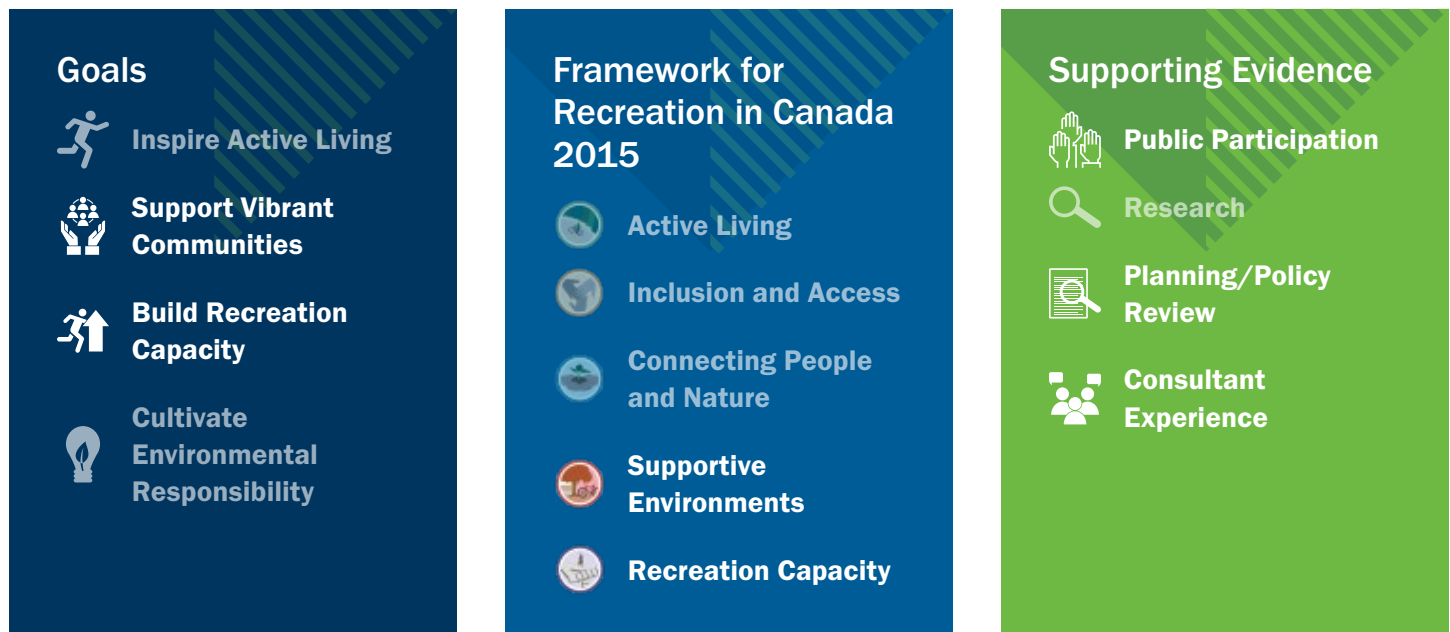 Goals
Inspire Active Living
Support Vibrant
Communities
Build Recreation
Capacity
Cultivate
Environmental
Responsibility
Framework for
Recreation in Canada
2015
Active Living
Inclusion and Access
Connecting People
and Nature
Supportive
Environments
Recreation Capacity
Supporting Evidence
Public Participation
Research
Planning/Policy
Review
Consultant
Experience